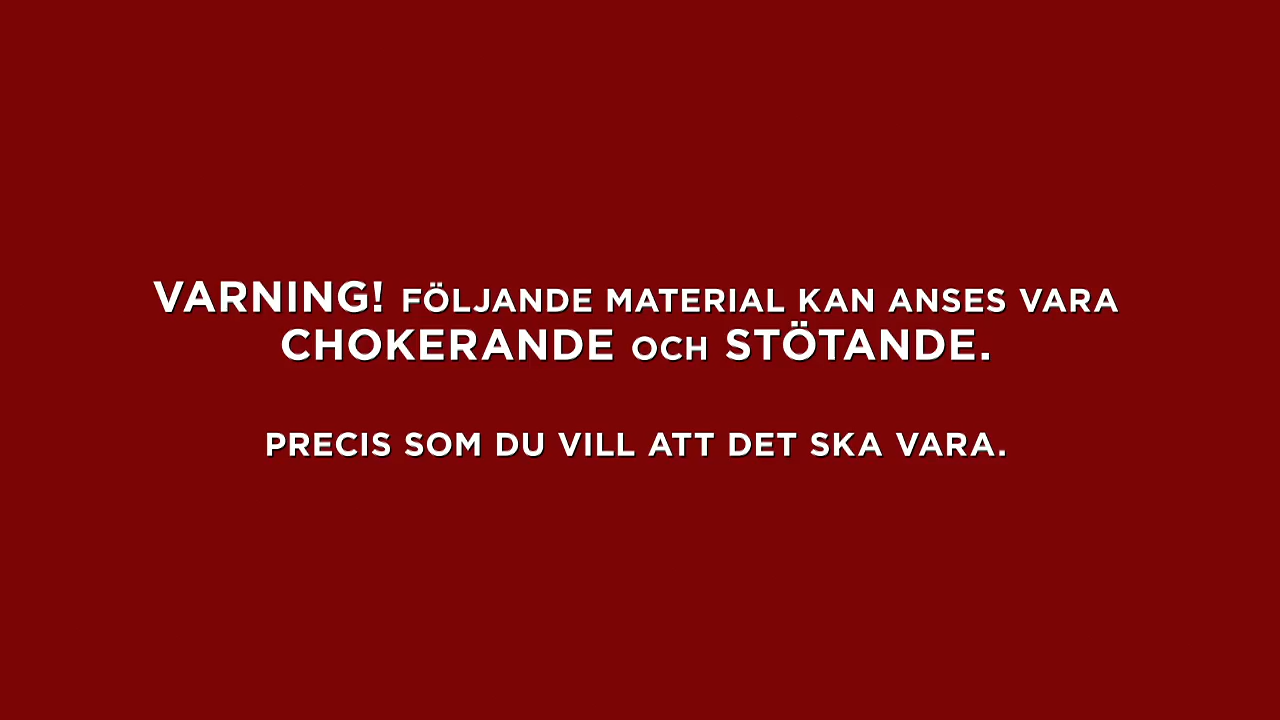 VARNING! FÖLJANDE MATERIAL KAN ANSES VARA
CHOKERANDE OCH STÖTANDE.
PRECIS SOM DU VILL ATT DET SKA VARA.